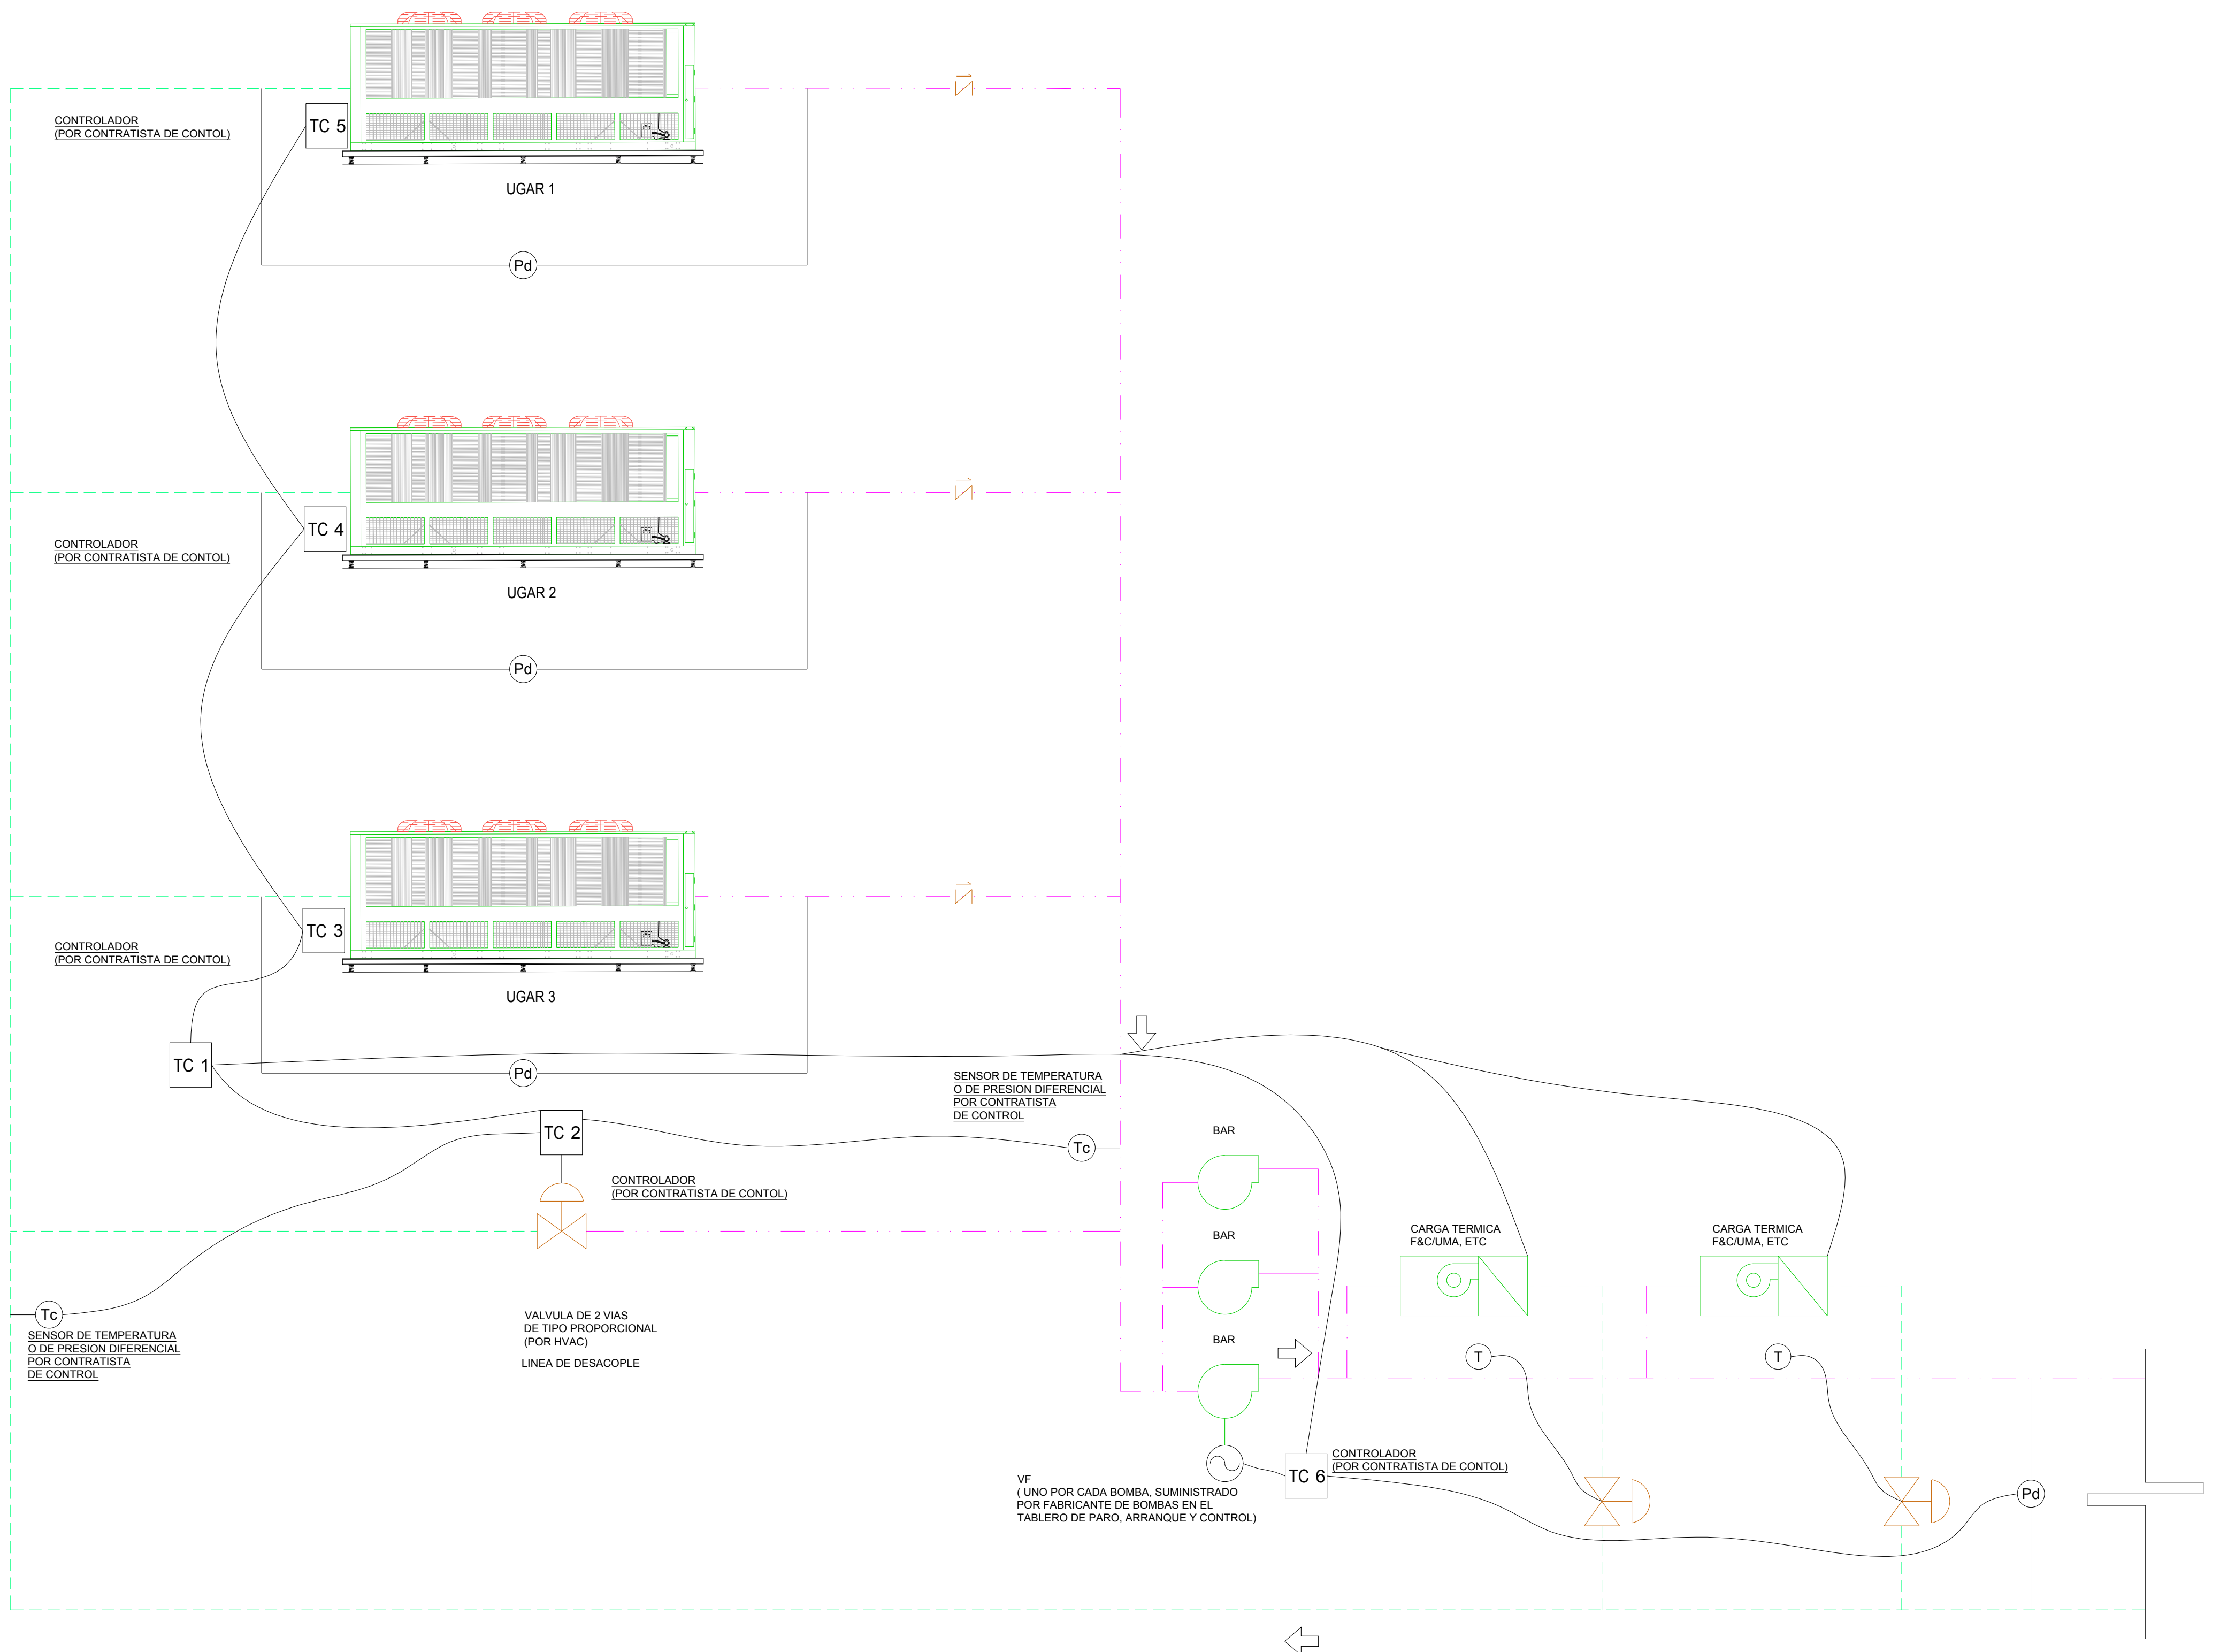 CONTROLADOR
(POR CONTRATISTA DE CONTOL)
TC 5
UGAR 1
Pd
CONTROLADOR
(POR CONTRATISTA DE CONTOL)
TC 4
UGAR 2
Pd
CONTROLADOR
(POR CONTRATISTA DE CONTOL)
TC 3
UGAR 3
TC 1
Pd
SENSOR DE TEMPERATURA
O DE PRESION DIFERENCIAL
POR CONTRATISTA
DE CONTROL
TC 2
Tc
CONTROLADOR
(POR CONTRATISTA DE CONTOL)
BAR
BAR
BAR
CARGA TERMICA
F&C/UMA, ETC
CARGA TERMICA
F&C/UMA, ETC
Tc
SENSOR DE TEMPERATURA
O DE PRESION DIFERENCIAL
POR CONTRATISTA
DE CONTROL
VALVULA DE 2 VIAS
DE TIPO PROPORCIONAL
(POR HVAC)
LINEA DE DESACOPLE
T
T
VF
( UNO POR CADA BOMBA, SUMINISTRADO
POR FABRICANTE DE BOMBAS EN EL
TABLERO DE PARO, ARRANQUE Y CONTROL)
TC 6
CONTROLADOR
(POR CONTRATISTA DE CONTOL)
Pd